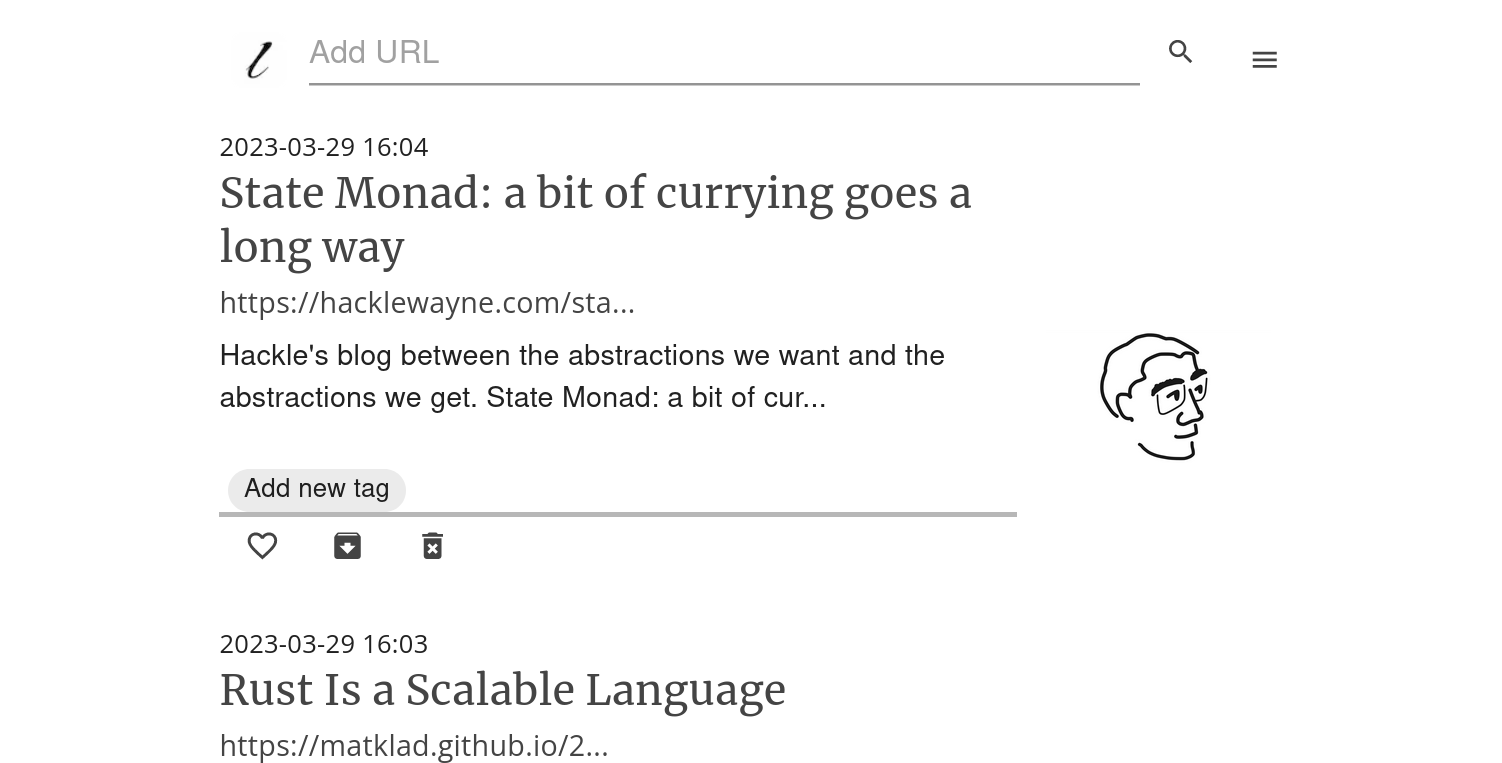 l
Add URL
2023-03-29 16:04
State Monad: a bit of currying goes a
long way
https://hacklewayne.com/sta...
Hackle's blog between the abstractions we want and the
abstractions we get. State Monad: a bit of cur...
Add new tag
2023-03-29 16:03
Rust Is a Scalable Language
https://matklad.github.io/2...